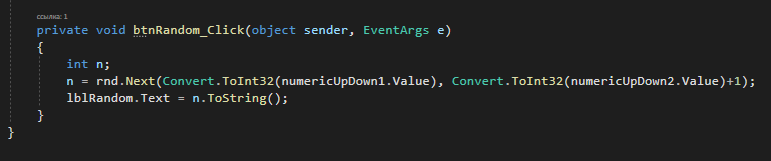 ссылка: 1
private void btnRandom_Click(object sender, EventArgs e)
{
int n;
n = rnd.Next(Convert.ToInt32(numericUpDown1.Value), Convert.ToInt32(numericUpDown2.Value)+1);
lblRandom.Text = n.ToString();
}
}